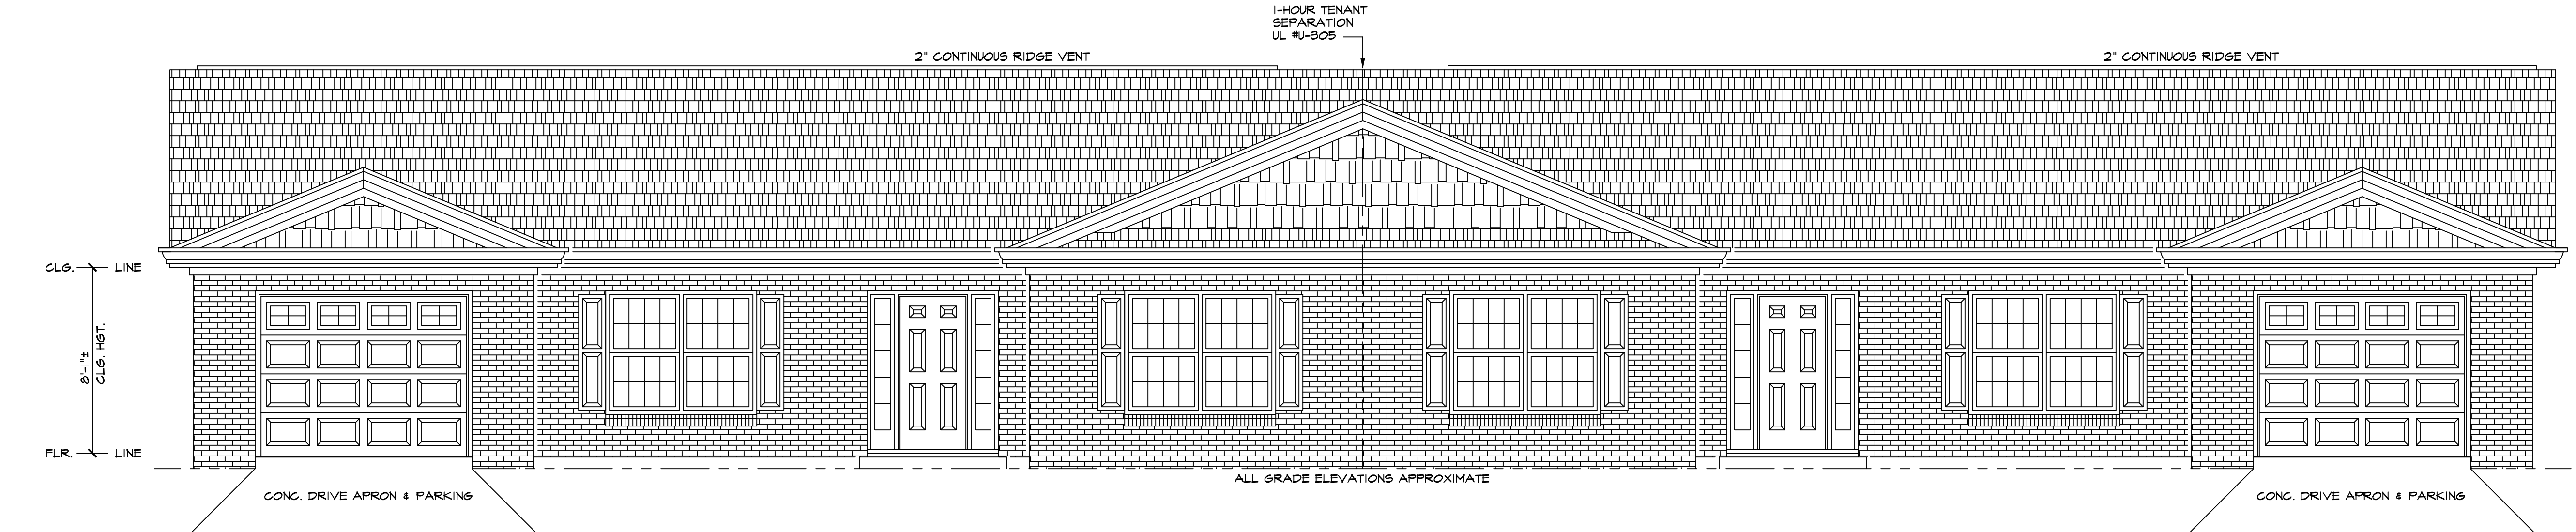 1-HOUR TENANT
SEPARATION
UL #U-305
2" CONTINUOUS RIDGE VENT
2" CONTINUOUS RIDGE VENT
CLG. LINE
8'-1"±
CLG. HGT.
FLR. LINE
ALL GRADE ELEVATIONS APPROXIMATE
CONC. DRIVE APRON & PARKING
CONC. DRIVE APRON & PARKING